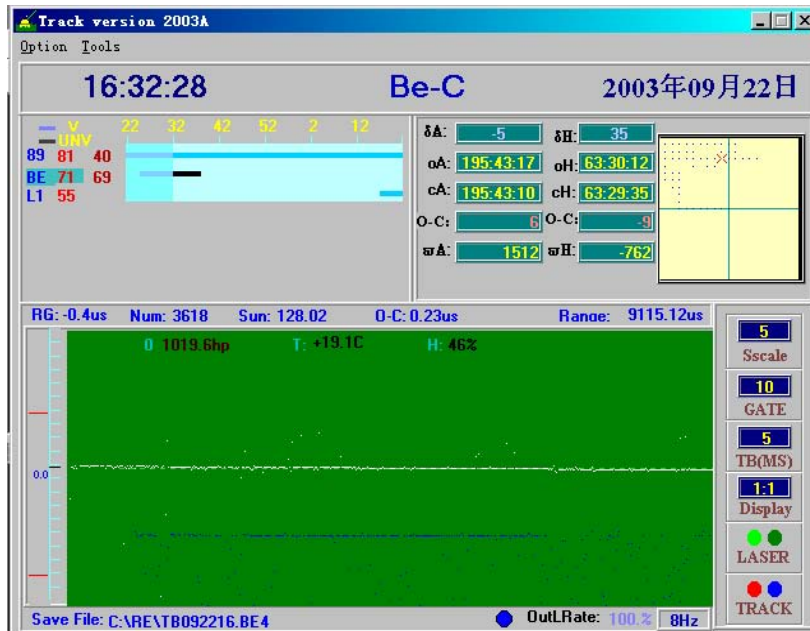 Track version 2003A
Option Tools
16:32:28 Be-C 2003年09月22日
V 22 32 42 52 2 12
UNV
89 81 40
BE 71 69
L1 55
δA: -5 δH: 35
oA: 195:43:17 oH: 63:30:12
cA: 195:43:10 cH: 63:29:35
O-C: 6 O-C: -9
ϖA: 1512 ϖH: -762
RG: -0.4us Num: 3618 Sun: 128.02 O-C: 0.23us Range: 9115.12us
0 1019.6hp T: +19.1C H: 46%
0.0
5
Sscale
10
GATE
5
TB(MS)
1:1
Display
LASER
TRACK
Save File: C:\RE\TB092216.BE4 OutLRate: 100.% 8Hz